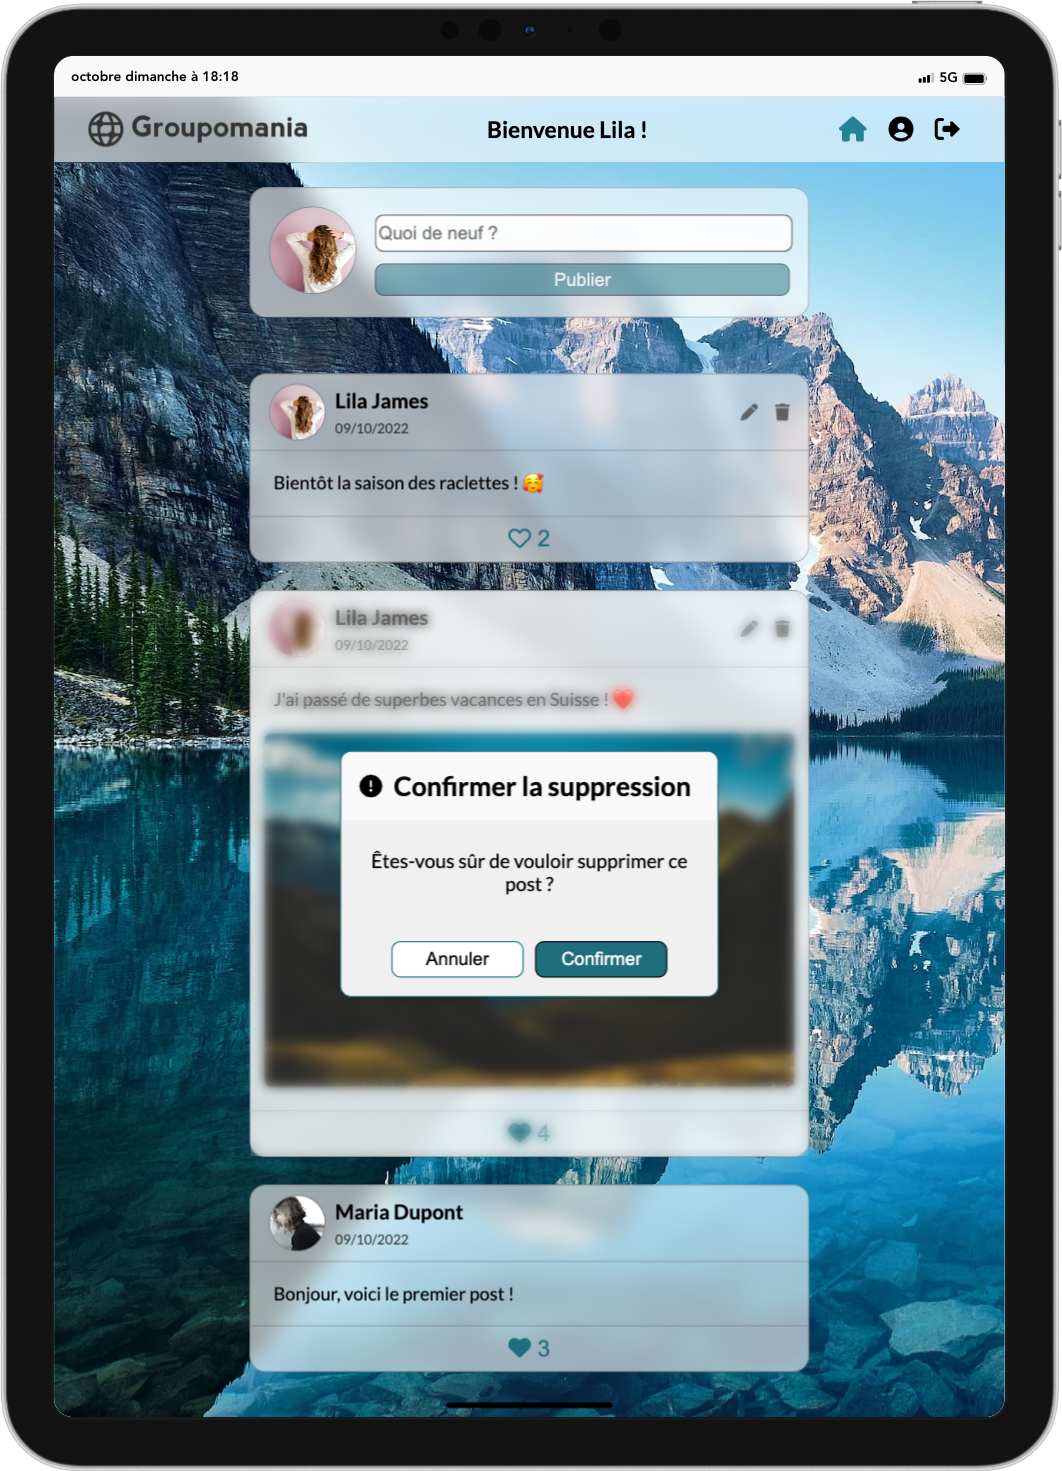 octobre dimanche à 18:18
5G
Groupomania
Bienvenue Lila !
Quoi de neuf ?
Publier
Lila James
09/10/2022
Bientôt la saison des raclettes ! 🥰
2
Lila James
09/10/2022
J'ai passé de superbes vacances en Suisse ! ❤️
Confirmer la suppression
Êtes-vous sûr de vouloir supprimer ce
post ?
Annuler
Confirmer
4
Maria Dupont
09/10/2022
Bonjour, voici le premier post !
3